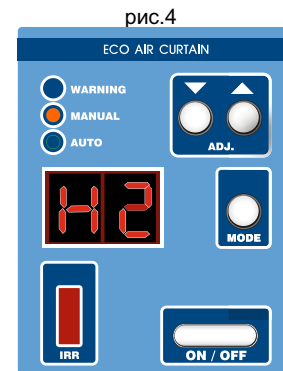 рис.4
ECO AIR CURTAIN
WARNING
MANUAL
AUTO
ADJ.
H2
MODE
IRR
ON / OFF